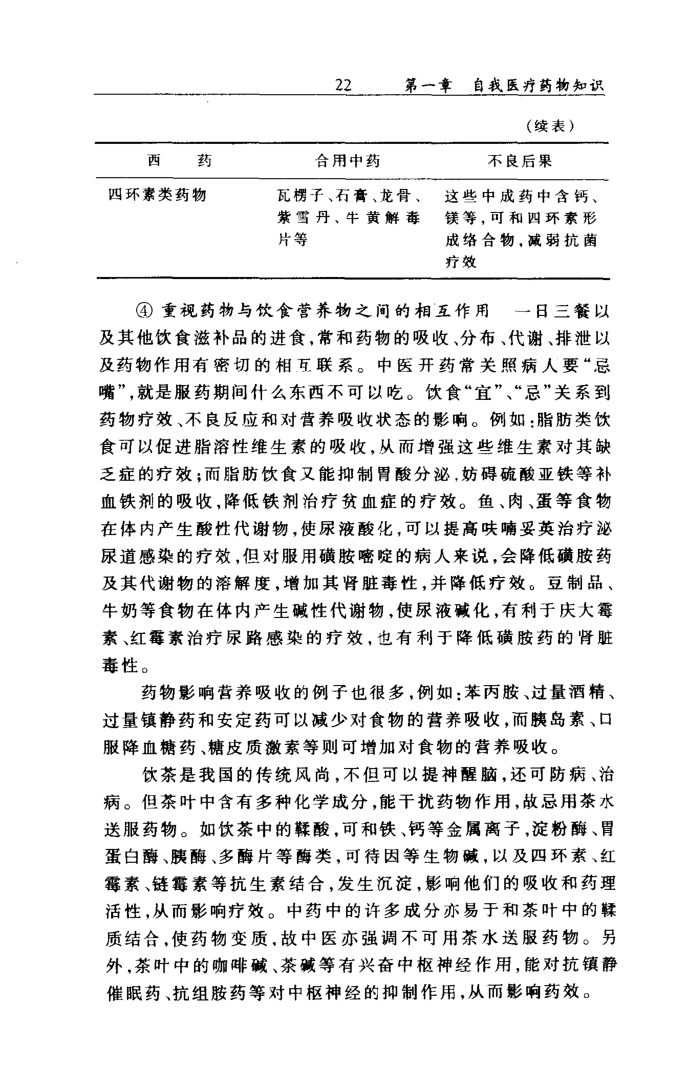 22 第一章 自我医疗药物知识
(续表)
西 药 合用中药 不良后果
四环素类药物 瓦楞子、石膏、龙骨、 这些中成药中含钙、
紫雪丹、牛黄解毒 镁等,可和四环素形
片等 成络合物,减弱抗菌
疗效
④ 重视药物与饮食营养物之间的相互作用 一日三餐以
及其他饮食滋补品的进食,常和药物的吸收、分布、代谢、排泄以
及药物作用有密切的相互联系。中医开药常关照病人要“忌
嘴”,就是服药期间什么东西不可以吃。饮食“宜”、“忌”关系到
药物疗效、不良反应和对营养吸收状态的影响。例如:脂肪类饮
食可以促进脂溶性维生素的吸收,从而增强这些维生素对其缺
乏症的疗效;而脂肪饮食又能抑制胃酸分泌,妨碍硫酸亚铁等补
血铁剂的吸收,降低铁剂治疗贫血症的疗效。鱼、肉、蛋等食物
在体内产生酸性代谢物,使尿液酸化,可以提高呋喃妥英治疗泌
尿道感染的疗效,但对服用磺胺嘧啶的病人来说,会降低磺胺药
及其代谢物的溶解度,增加其肾脏毒性,并降低疗效。豆制品、
牛奶等食物在体内产生碱性代谢物,使尿液碱化,有利于庆大霉
素、红霉素治疗尿路感染的疗效,也有利于降低磺胺药的肾脏
毒性。
药物影响营养吸收的例子也很多,例如:苯丙胺、过量酒精、
过量镇静药和安定药可以减少对食物的营养吸收,而胰岛素、口
服降血糖药、糖皮质激素等则可增加对食物的营养吸收。
饮茶是我国的传统风尚,不但可以提神醒脑,还可防病、治
病。但茶叶中含有多种化学成分,能干扰药物作用,故忌用茶水
送服药物。如饮茶中的鞣酸,可和铁、钙等金属离子,淀粉酶、胃
蛋白酶、胰酶、多酶片等酶类,可待因等生物碱,以及四环素、红
霉素、链霉素等抗生素结合,发生沉淀,影响他们的吸收和药理
活性,从而影响疗效。中药中的许多成分亦易于和茶叶中的鞣
质结合,使药物变质,故中医亦强调不可用茶水送服药物。另
外,茶叶中的咖啡碱、茶碱等有兴奋中枢神经作用,能对抗镇静
催眠药、抗组胺药等对中枢神经的抑制作用,从而影响药效。